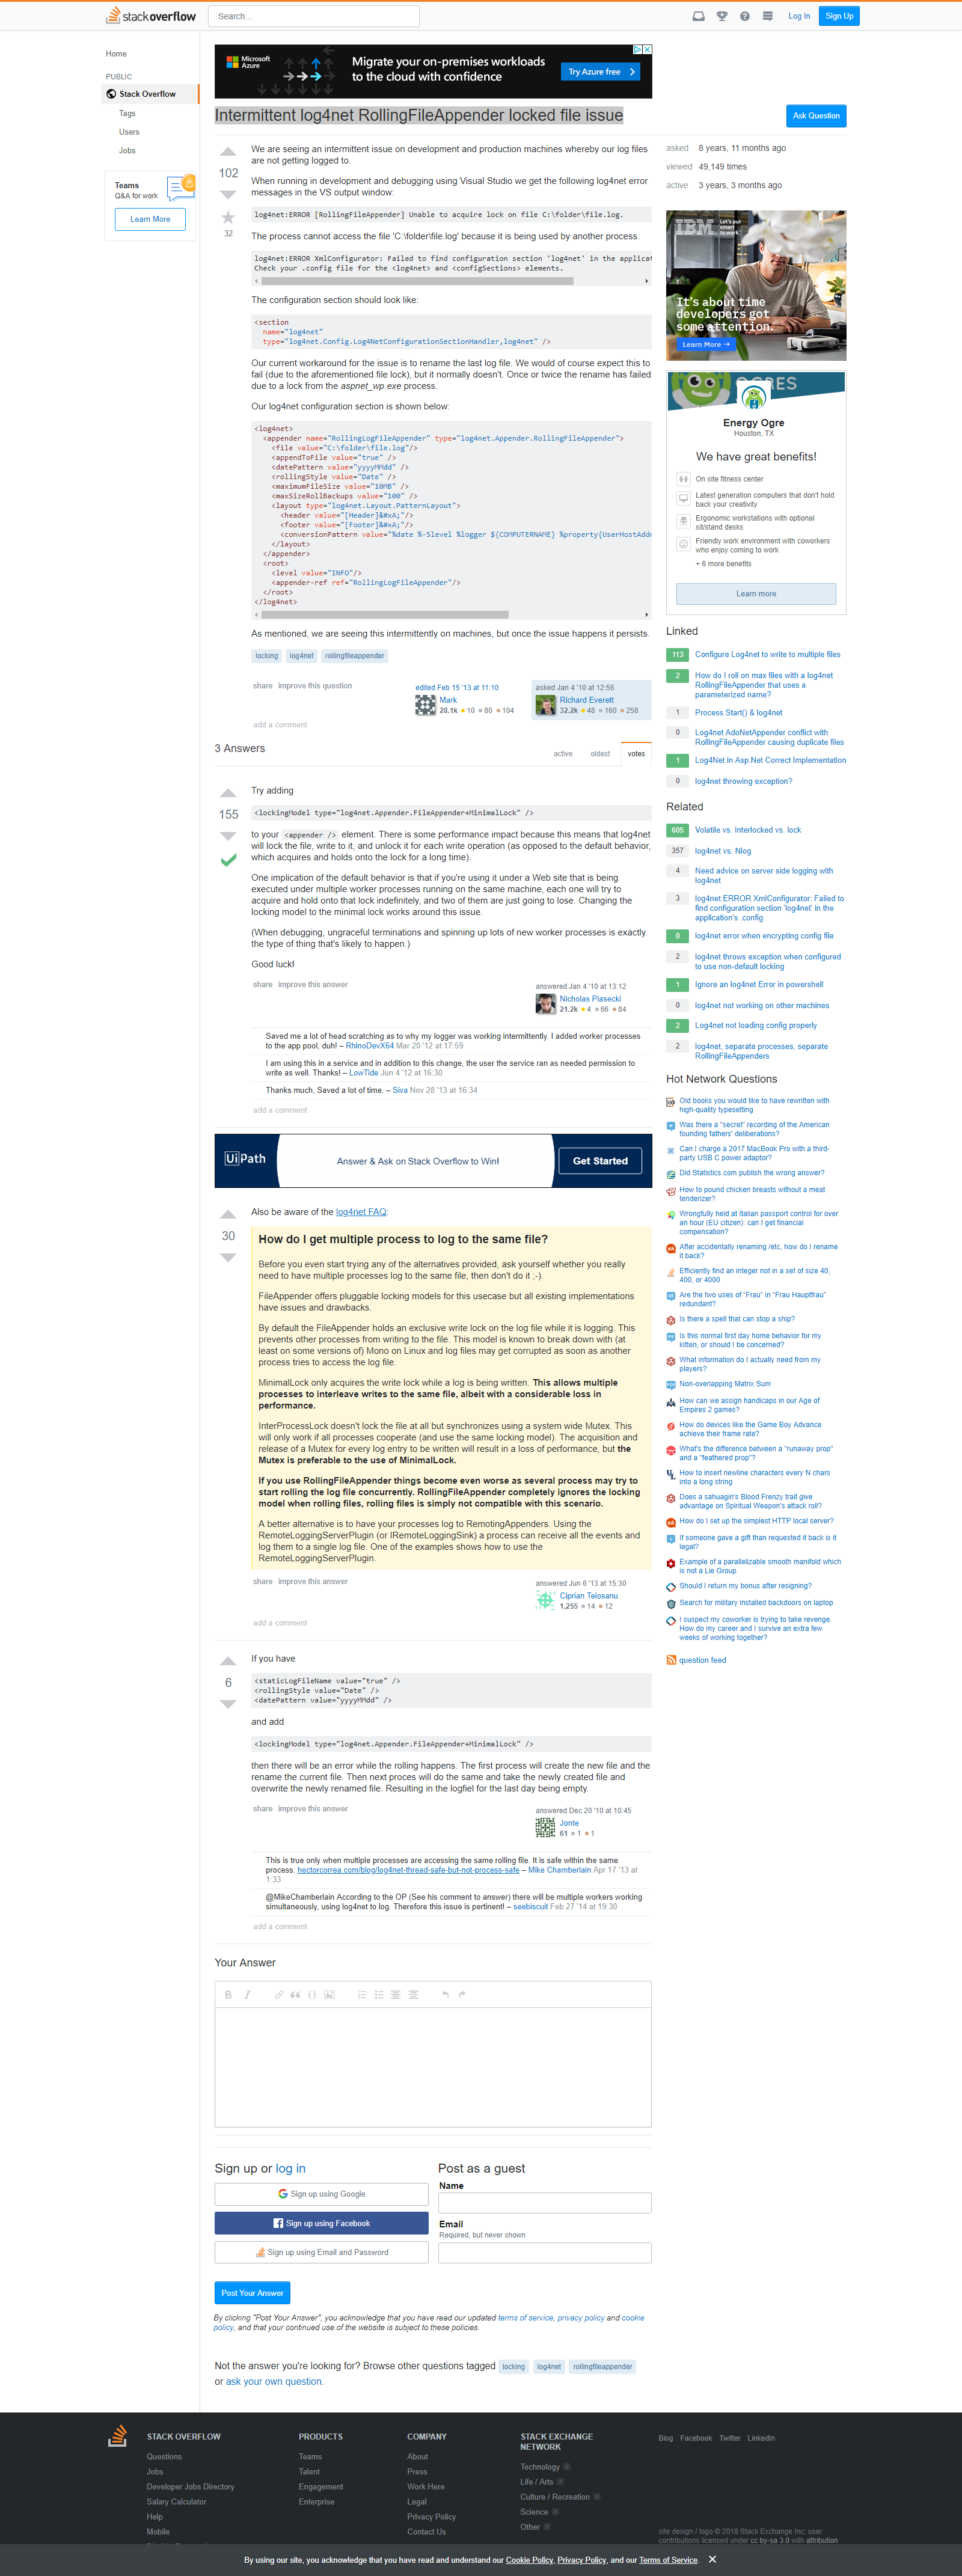 stackoverflow
Search...
Log In
Sign Up
Home
PUBLIC
Stack Overflow
Tags
Users
Jobs
Teams
Q&A for work
Learn More
Microsoft
Azure
Migrate your on-premises workloads
to the cloud with confidence
Try Azure free
Intermittent log4net RollingFileAppender locked file issue
Ask Question
102
32
We are seeing an intermittent issue on development and production machines whereby our log files
are not getting logged to.
When running in development and debugging using Visual Studio we get the following log4net error
messages in the VS output window:
log4net:ERROR [RollingFileAppender] Unable to acquire lock on file C:\folder\file.log.
The process cannot access the file 'C:\folder\file.log' because it is being used by another process.
log4net:ERROR XmlConfigurator: Failed to find configuration section 'log4net' in the applicat
Check your .config file for the <log4net> and <configSections> elements.
The configuration section should look like:
<section
name="log4net"
type="log4net.Config.Log4NetConfigurationSectionHandler,log4net" />
Our current workaround for the issue is to rename the last log file. We would of course expect this to
fail (due to the aforementioned file lock), but it normally doesn't. Once or twice the rename has failed
due to a lock from the aspnet_wp.exe process.
Our log4net configuration section is shown below:
<log4net>
<appender name="RollingLogFileAppender" type="log4net.Appender.RollingFileAppender">
<file value="C:\folder\file.log"/>
<appendToFile value="true" />
<datePattern value="yyyyMMdd" />
<rollingStyle value="Date" />
<maximumFileSize value="10MB" />
<maxSizeRollBackups value="100" />
<layout type="log4net.Layout.PatternLayout">
<header value="[Header]&#xA;"/>
<footer value="[Footer]&#xA;"/>
<conversionPattern value="%date %-5level %logger ${COMPUTERNAME} %property{UserHostAddr
</layout>
</appender>
<root>
<level value="INFO"/>
<appender-ref ref="RollingLogFileAppender"/>
</root>
</log4net>
As mentioned, we are seeing this intermittently on machines, but once the issue happens it persists.
locking log4net rollingfileappender
share improve this question
edited Feb 15 '13 at 11:10
Mark
28.1k 10 80 104
asked Jan 4 '10 at 12:56
Richard Everett
32.2k 48 160 258
add a comment
3 Answers
active oldest votes
155
Try adding
<lockingModel type="log4net.Appender.FileAppender+MinimalLock" />
to your <appender /> element. There is some performance impact because this means that log4net
will lock the file, write to it, and unlock it for each write operation (as opposed to the default behavior,
which acquires and holds onto the lock for a long time).
One implication of the default behavior is that if you're using it under a Web site that is being
executed under multiple worker processes running on the same machine, each one will try to
acquire and hold onto that lock indefinitely, and two of them are just going to lose. Changing the
locking model to the minimal lock works around this issue.
(When debugging, ungraceful terminations and spinning up lots of new worker processes is exactly
the type of thing that's likely to happen.)
Good luck!
share improve this answer
answered Jan 4 '10 at 13:12
Nicholas Piasecki
21.2k 4 66 84
Saved me a lot of head scratching as to why my logger was working intermittently. I added worker processes
to the app pool, duh! – RhinoDevX64 Mar 20 '12 at 17:59
I am using this in a service and in addition to this change, the user the service ran as needed permission to
write as well. Thanks! – LowTide Jun 4 '12 at 16:30
Thanks much, Saved a lot of time. – Siva Nov 28 '13 at 16:34
add a comment
UiPath
Answer & Ask on Stack Overflow to Win!
Get Started
30
Also be aware of the log4net FAQ:
How do I get multiple process to log to the same file?
Before you even start trying any of the alternatives provided, ask yourself whether you really
need to have multiple processes log to the same file, then don't do it ;-).
FileAppender offers pluggable locking models for this usecase but all existing implementations
have issues and drawbacks.
By default the FileAppender holds an exclusive write lock on the log file while it is logging. This
prevents other processes from writing to the file. This model is known to break down with (at
least on some versions of) Mono on Linux and log files may get corrupted as soon as another
process tries to access the log file.
MinimalLock only acquires the write lock while a log is being written. This allows multiple
processes to interleave writes to the same file, albeit with a considerable loss in
performance.
InterProcessLock doesn't lock the file at all but synchronizes using a system wide Mutex. This
will only work if all processes cooperate (and use the same locking model). The acquisition and
release of a Mutex for every log entry to be written will result in a loss of performance, but the
Mutex is preferable to the use of MinimalLock.
If you use RollingFileAppender things become even worse as several process may try to
start rolling the log file concurrently. RollingFileAppender completely ignores the locking
model when rolling files, rolling files is simply not compatible with this scenario.
A better alternative is to have your processes log to RemotingAppenders. Using the
RemoteLoggingServerPlugin (or IRemoteLoggingSink) a process can receive all the events and
log them to a single log file. One of the examples shows how to use the
RemoteLoggingServerPlugin.
share improve this answer
answered Jun 6 '13 at 15:30
Ciprian Teiosanu
1,255 14 12
add a comment
6
If you have
<staticLogFileName value="true" />
<rollingStyle value="Date" />
<datePattern value="yyyyMMdd" />
and add
<lockingModel type="log4net.Appender.FileAppender+MinimalLock" />
then there will be an error while the rolling happens. The first process will create the new file and the
rename the current file. Then next proces will do the same and take the newly created file and
overwrite the newly renamed file. Resulting in the logfiel for the last day being empty.
share improve this answer
answered Dec 20 '10 at 10:45
Jonte
61 1 1
This is true only when multiple processes are accessing the same rolling file. It is safe within the same
process. hectorcorrea.com/blog/log4net-thread-safe-but-not-process-safe – Mike Chamberlain Apr 17 '13 at
1:33
@MikeChamberlain According to the OP (See his comment to answer) there will be multiple workers working
simultaneously, using log4net to log. Therefore this issue is pertinent! – seebiscuit Feb 27 '14 at 19:30
add a comment
Your Answer
Sign up or log in
Sign up using Google
Sign up using Facebook
Sign up using Email and Password
Post as a guest
Name
Email
Required, but never shown
Post Your Answer
By clicking "Post Your Answer", you acknowledge that you have read our updated terms of service, privacy policy and cookie
policy, and that your continued use of the website is subject to these policies.
Not the answer you're looking for? Browse other questions tagged locking log4net rollingfileappender
or ask your own question.
asked 8 years, 11 months ago
viewed 49,149 times
active 3 years, 3 months ago
IBM.
Let's put
smart
to work
It's about time
developers got
some attention.
Learn More →
Energy Ogre
Houston, TX
We have great benefits!
On site fitness center
Latest generation computers that don't hold
back your creativity
Ergonomic workstations with optional
sit/stand desks
Friendly work environment with coworkers
who enjoy coming to work
+ 6 more benefits
Learn more
Linked
113 Configure Log4net to write to multiple files
2 How do I roll on max files with a log4net
RollingFileAppender that uses a
parameterized name?
1 Process.Start() & log4net
0 Log4net AdoNetAppender conflict with
RollingFileAppender causing duplicate files
1 Log4Net in Asp.Net Correct Implementation
0 log4net throwing exception?
Related
605 Volatile vs. Interlocked vs. lock
357 log4net vs. Nlog
4 Need advice on server side logging with
log4net
3 log4net:ERROR XmlConfigurator: Failed to
find configuration section 'log4net' in the
application's .config
0 log4net error when encrypting config file
2 log4net throws exception when configured
to use non-default locking
1 Ignore an log4net Error in powershell
0 log4net not working on other machines
2 Log4net not loading config properly
2 log4net, separate processes, separate
RollingFileAppenders
Hot Network Questions
Old books you would like to have rewritten with
high-quality typesetting
Was there a "secret" recording of the American
founding fathers' deliberations?
Can I charge a 2017 MacBook Pro with a third-
party USB C power adaptor?
Did Statistics.com publish the wrong answer?
How to pound chicken breasts without a meat
tenderizer?
Wrongfully held at Italian passport control for over
an hour (EU citizen): can I get financial
compensation?
After accidentally renaming /etc, how do I rename
it back?
Efficiently find an integer not in a set of size 40,
400, or 4000
Are the two uses of "Frau" in "Frau Hauptfrau"
redundant?
Is there a spell that can stop a ship?
Is this normal first day home behavior for my
kitten, or should I be concerned?
What information do I actually need from my
players?
Non-overlapping Matrix Sum
How can we assign handicaps in our Age of
Empires 2 games?
How do devices like the Game Boy Advance
achieve their frame rate?
What's the difference between a "runaway prop"
and a "feathered prop"?
How to insert newline characters every N chars
into a long string
Does a sahuagin's Blood Frenzy trait give
advantage on Spiritual Weapon's attack roll?
How do I set up the simplest HTTP local server?
If someone gave a gift than requested it back is it
legal?
Example of a parallelizable smooth manifold which
is not a Lie Group
Should I return my bonus after resigning?
Search for military installed backdoors on laptop
I suspect my coworker is trying to take revenge.
How do my career and I survive an extra few
weeks of working together?
question feed
STACK OVERFLOW
Questions
Jobs
Developer Jobs Directory
Salary Calculator
Help
Mobile
PRODUCTS
Teams
Talent
Engagement
Enterprise
COMPANY
About
Press
Work Here
Legal
Privacy Policy
Contact Us
STACK EXCHANGE
NETWORK
Technology
Life / Arts
Culture / Recreation
Science
Other
Blog Facebook Twitter LinkedIn
site design / logo © 2018 Stack Exchange Inc; user
contributions licensed under cc by-sa 3.0 with attribution
By using our site, you acknowledge that you have read and understand our Cookie Policy, Privacy Policy, and our Terms of Service.